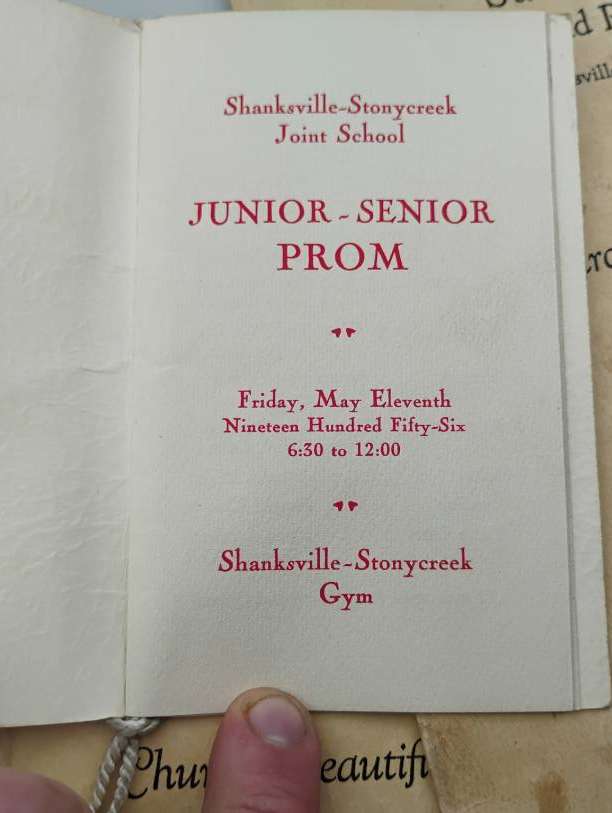 Shanksville-Stonycreek
Joint School
JUNIOR - SENIOR
PROM
Friday, May Eleventh
Nineteen Hundred Fifty-Six
6:30 to 12:00
Shanksville-Stonycreek
Gym